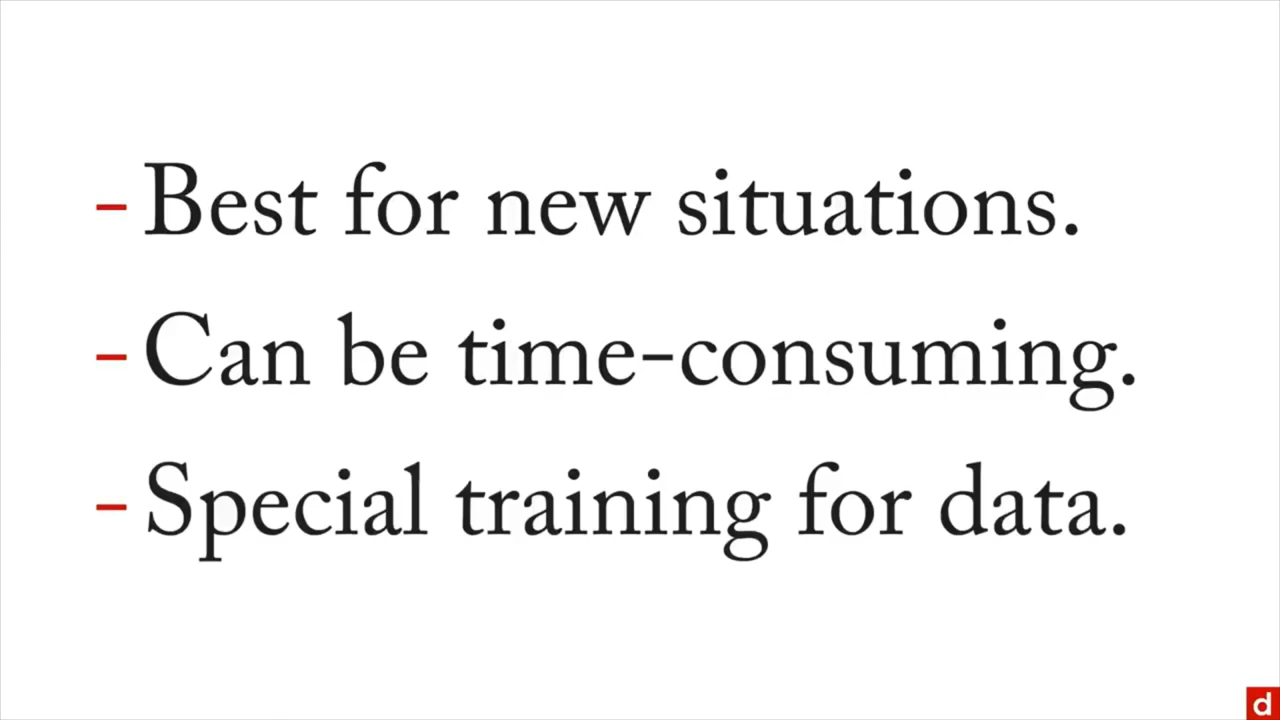 - Best for new situations.
- Can be time-consuming.
- Special training for data.
d